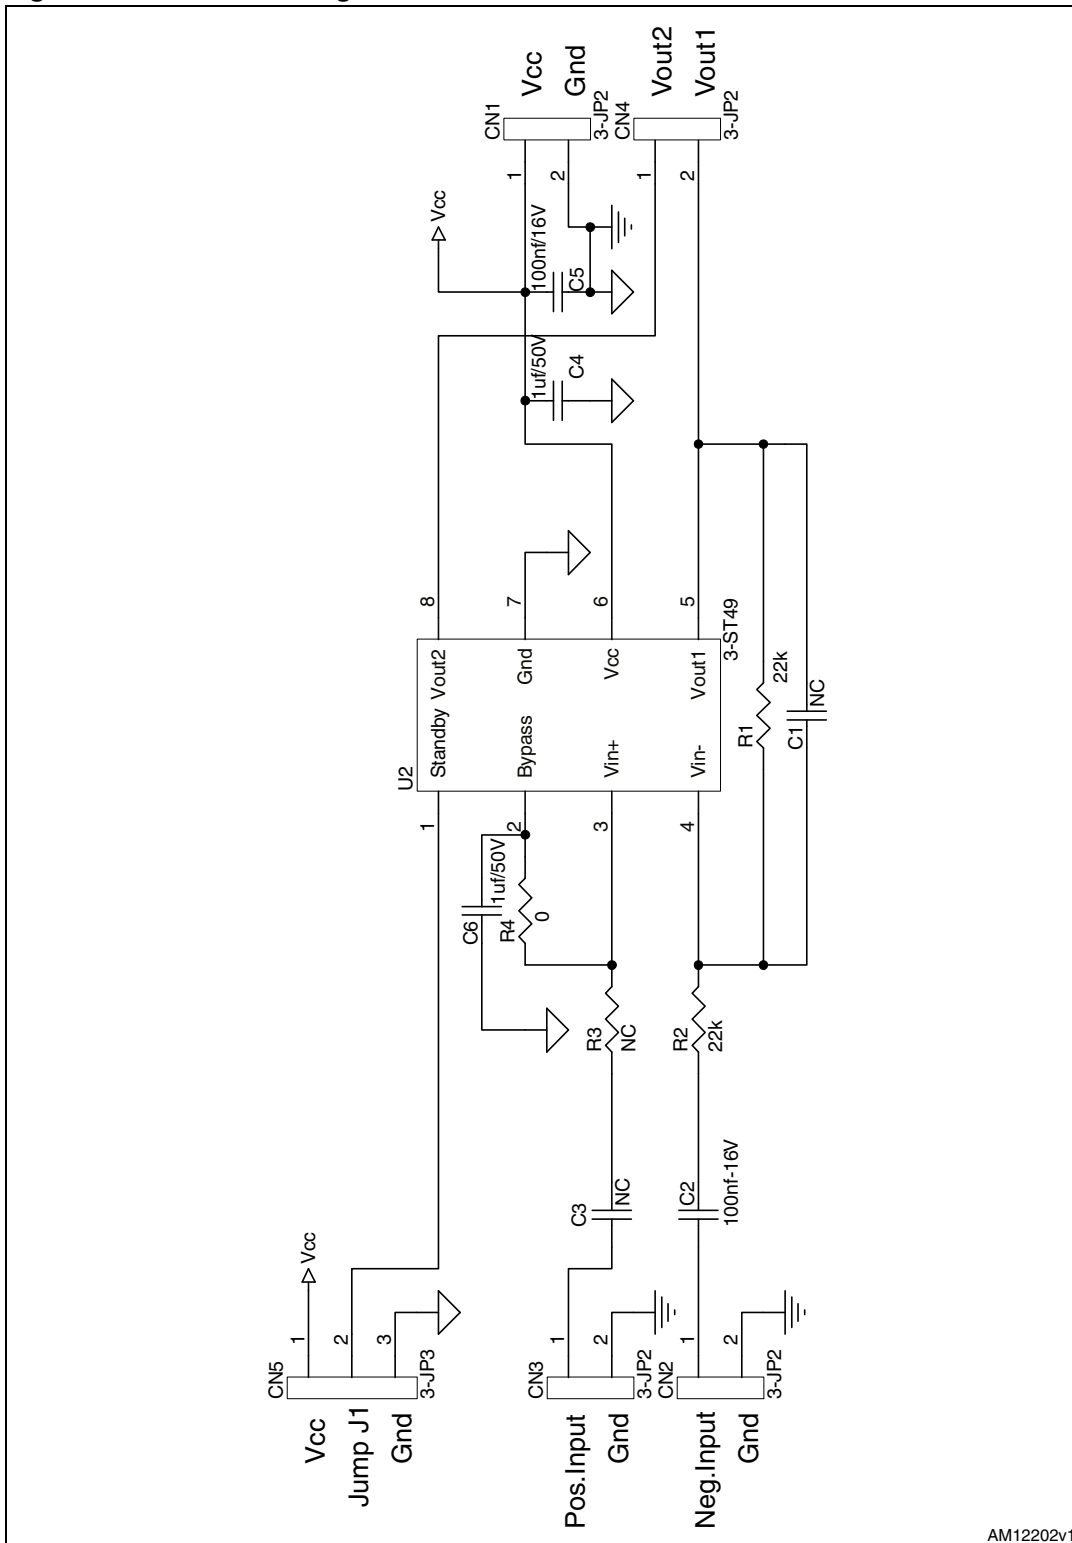 CN5
Vcc
Jump J1
Gnd
1
2
3
Vcc
3-JP3
CN3
Pos.Input
Gnd
1
2
3-JP2
CN2
Neg.Input
Gnd
1
2
3-JP2
C3
NC
C2
100nf-16V
R3
NC
R2
22k
C6
1uf/50V
R4
0
U2
1
2
3
4
Standby
Bypass
Vin+
Vin-
Vout2
Gnd
Vcc
Vout1
8
7
6
5
3-ST49
R1
22k
C1
NC
1uf/50V
C4
100nf/16V
C5
Vcc
CN1
1
2
Vcc
Gnd
3-JP2
CN4
1
2
Vout2
Vout1
3-JP2
AM12202v1